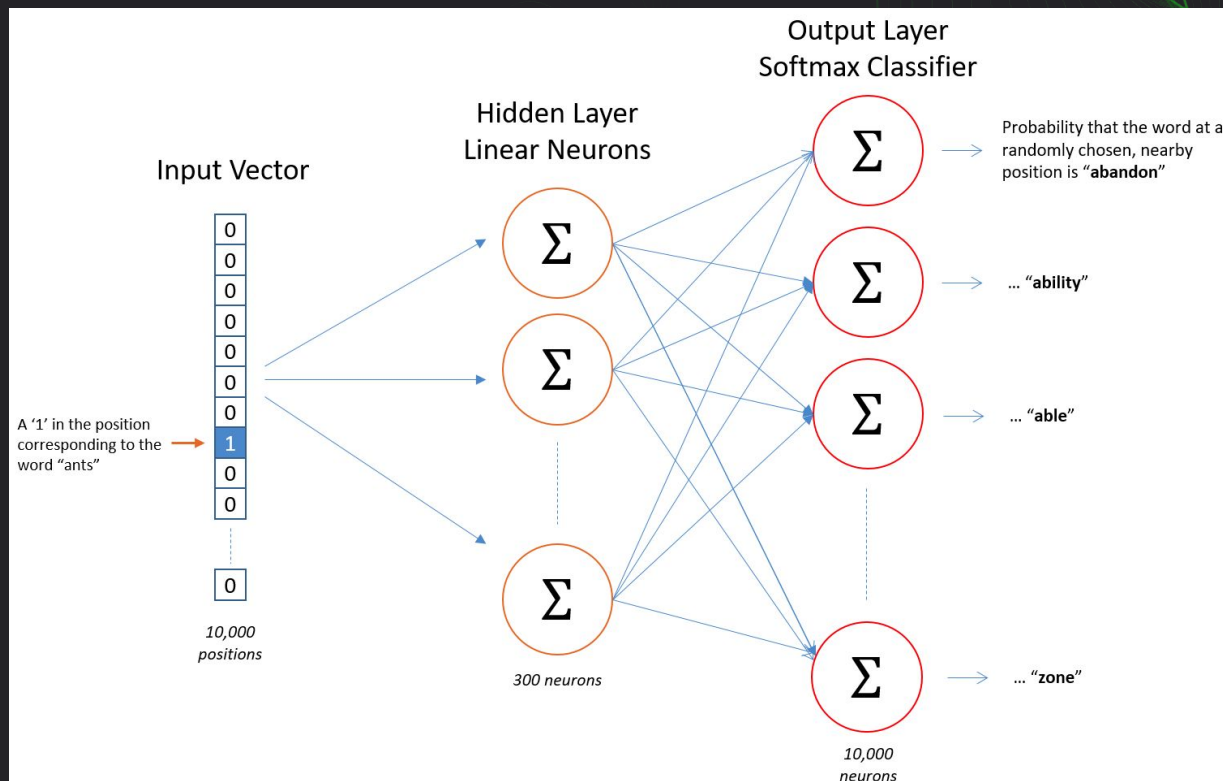 Output Layer
Softmax Classifier
Hidden Layer
Linear Neurons
Input Vector
0
0
0
0
0
0
0
1
0
0
0
A ‘1’ in the position
corresponding to the
word “ants”
10,000
positions
Σ
Σ
Σ
300 neurons
Σ
Σ
Σ
Σ
10,000
neurons
Probability that the word at a
randomly chosen, nearby
position is “abandon”
... “ability”
... “able”
... “zone”